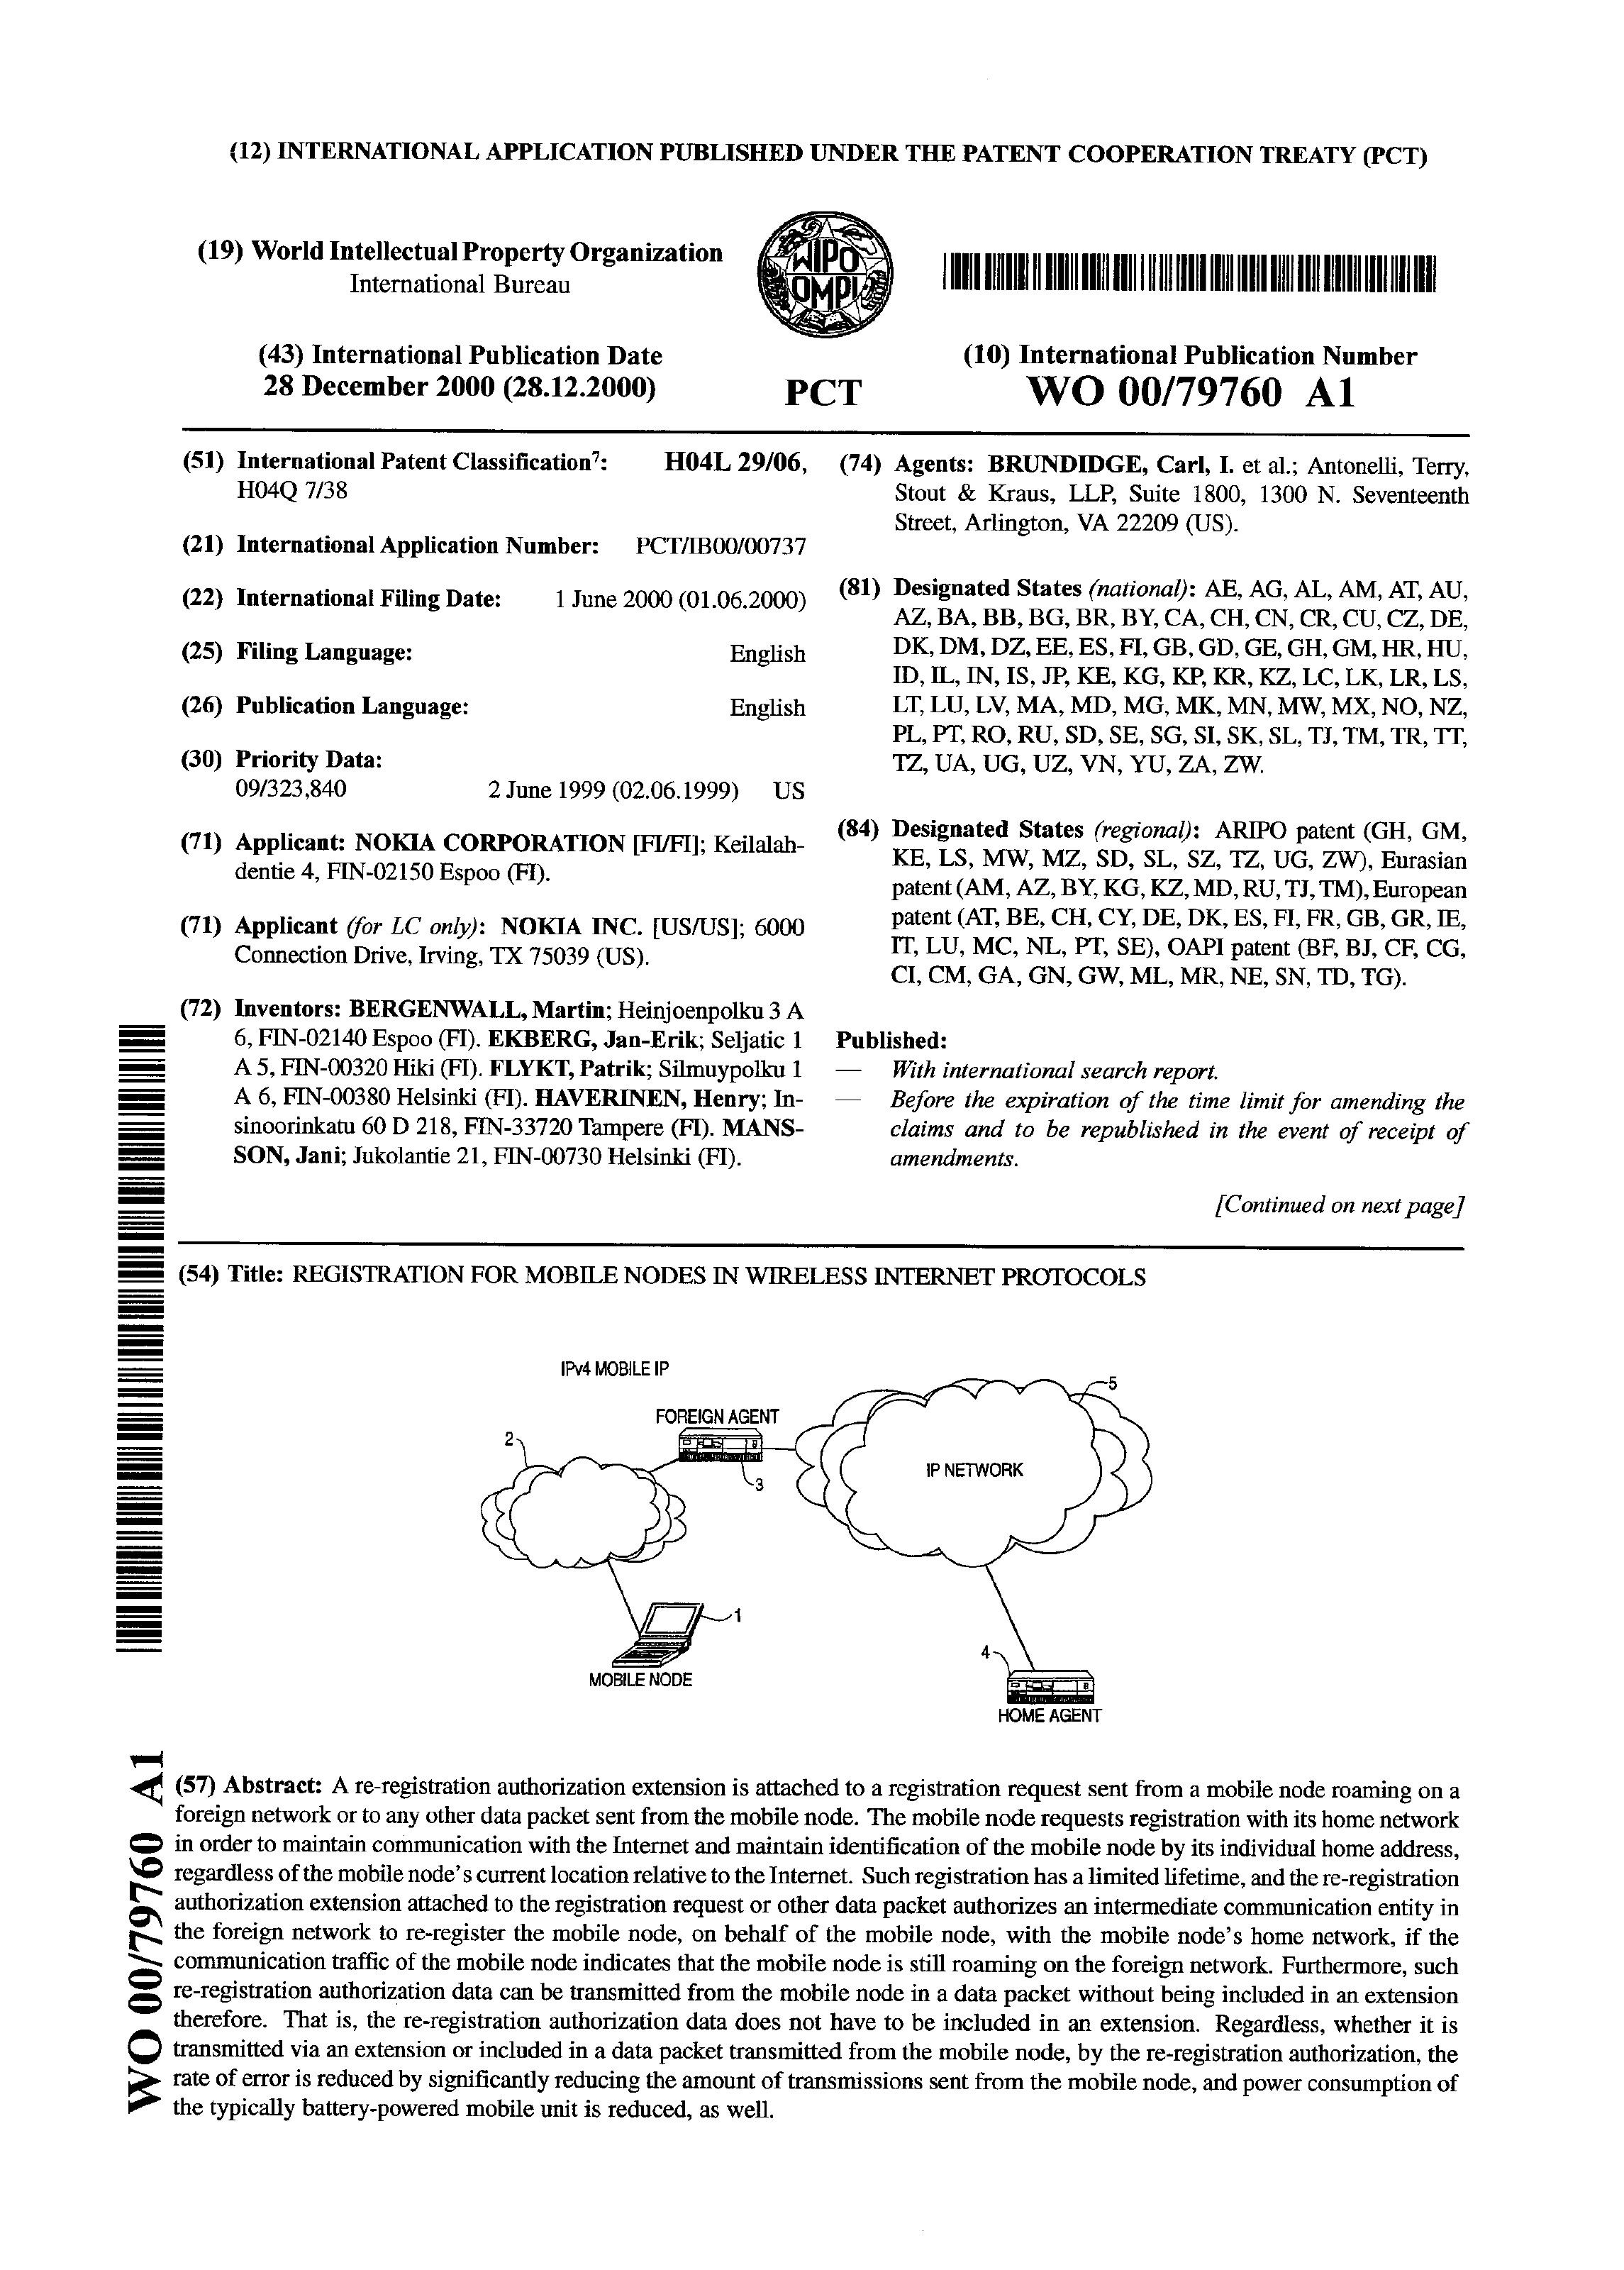 (12) INTERNATIONAL APPLICATION PUBLISHED UNDER THE PATENT COOPERATION TREATY (PCT)
(19) World Intellectual Property Organization
International Bureau
WIPO
OMPI
(43) International Publication Date
28 December 2000 (28.12.2000)
PCT
(10) International Publication Number
WO 00/79760 A1
(51) International Patent Classification⁷: H04L 29/06,
H04Q 7/38
(21) International Application Number: PCT/IB00/00737
(22) International Filing Date: 1 June 2000 (01.06.2000)
(25) Filing Language: English
(26) Publication Language: English
(30) Priority Data:
09/323,840 2 June 1999 (02.06.1999) US
(71) Applicant: NOKIA CORPORATION [FI/FI]; Keilalah-
dentie 4, FIN-02150 Espoo (FI).
(71) Applicant (for LC only): NOKIA INC. [US/US]; 6000
Connection Drive, Irving, TX 75039 (US).
(72) Inventors: BERGENWALL, Martin; Heinjoenpolku 3 A
6, FIN-02140 Espoo (FI). EKBERG, Jan-Erik; Seljatic 1
A 5, FIN-00320 Hiki (FI). FLYKT, Patrik; Silmuypolku 1
A 6, FIN-00380 Helsinki (FI). HAVERINEN, Henry; In-
sinoorinkatu 60 D 218, FIN-33720 Tampere (FI). MANS-
SON, Jani; Jukolantie 21, FIN-00730 Helsinki (FI).
(74) Agents: BRUNDIDGE, Carl, I. et al.; Antonelli, Terry,
Stout & Kraus, LLP, Suite 1800, 1300 N. Seventeenth
Street, Arlington, VA 22209 (US).
(81) Designated States (national): AE, AG, AL, AM, AT, AU,
AZ, BA, BB, BG, BR, BY, CA, CH, CN, CR, CU, CZ, DE,
DK, DM, DZ, EE, ES, FI, GB, GD, GE, GH, GM, HR, HU,
ID, IL, IN, IS, JP, KE, KG, KP, KR, KZ, LC, LK, LR, LS,
LT, LU, LV, MA, MD, MG, MK, MN, MW, MX, NO, NZ,
PL, PT, RO, RU, SD, SE, SG, SI, SK, SL, TJ, TM, TR, TT,
TZ, UA, UG, UZ, VN, YU, ZA, ZW.
(84) Designated States (regional): ARIPO patent (GH, GM,
KE, LS, MW, MZ, SD, SL, SZ, TZ, UG, ZW), Eurasian
patent (AM, AZ, BY, KG, KZ, MD, RU, TJ, TM), European
patent (AT, BE, CH, CY, DE, DK, ES, FI, FR, GB, GR, IE,
IT, LU, MC, NL, PT, SE), OAPI patent (BF, BJ, CF, CG,
CI, CM, GA, GN, GW, ML, MR, NE, SN, TD, TG).
Published:
— With international search report.
— Before the expiration of the time limit for amending the
claims and to be republished in the event of receipt of
amendments.
[Continued on next page]
(54) Title: REGISTRATION FOR MOBILE NODES IN WIRELESS INTERNET PROTOCOLS
IPv4 MOBILE IP
5
FOREIGN AGENT
2
IP NETWORK
3
1
4
MOBILE NODE
HOME AGENT
WO 00/79760 A1
(57) Abstract: A re-registration authorization extension is attached to a registration request sent from a mobile node roaming on a
foreign network or to any other data packet sent from the mobile node. The mobile node requests registration with its home network
in order to maintain communication with the Internet and maintain identification of the mobile node by its individual home address,
regardless of the mobile node's current location relative to the Internet. Such registration has a limited lifetime, and the re-registration
authorization extension attached to the registration request or other data packet authorizes an intermediate communication entity in
the foreign network to re-register the mobile node, on behalf of the mobile node, with the mobile node's home network, if the
communication traffic of the mobile node indicates that the mobile node is still roaming on the foreign network. Furthermore, such
re-registration authorization data can be transmitted from the mobile node in a data packet without being included in an extension
therefore. That is, the re-registration authorization data does not have to be included in an extension. Regardless, whether it is
transmitted via an extension or included in a data packet transmitted from the mobile node, by the re-registration authorization, the
rate of error is reduced by significantly reducing the amount of transmissions sent from the mobile node, and power consumption of
the typically battery-powered mobile unit is reduced, as well.